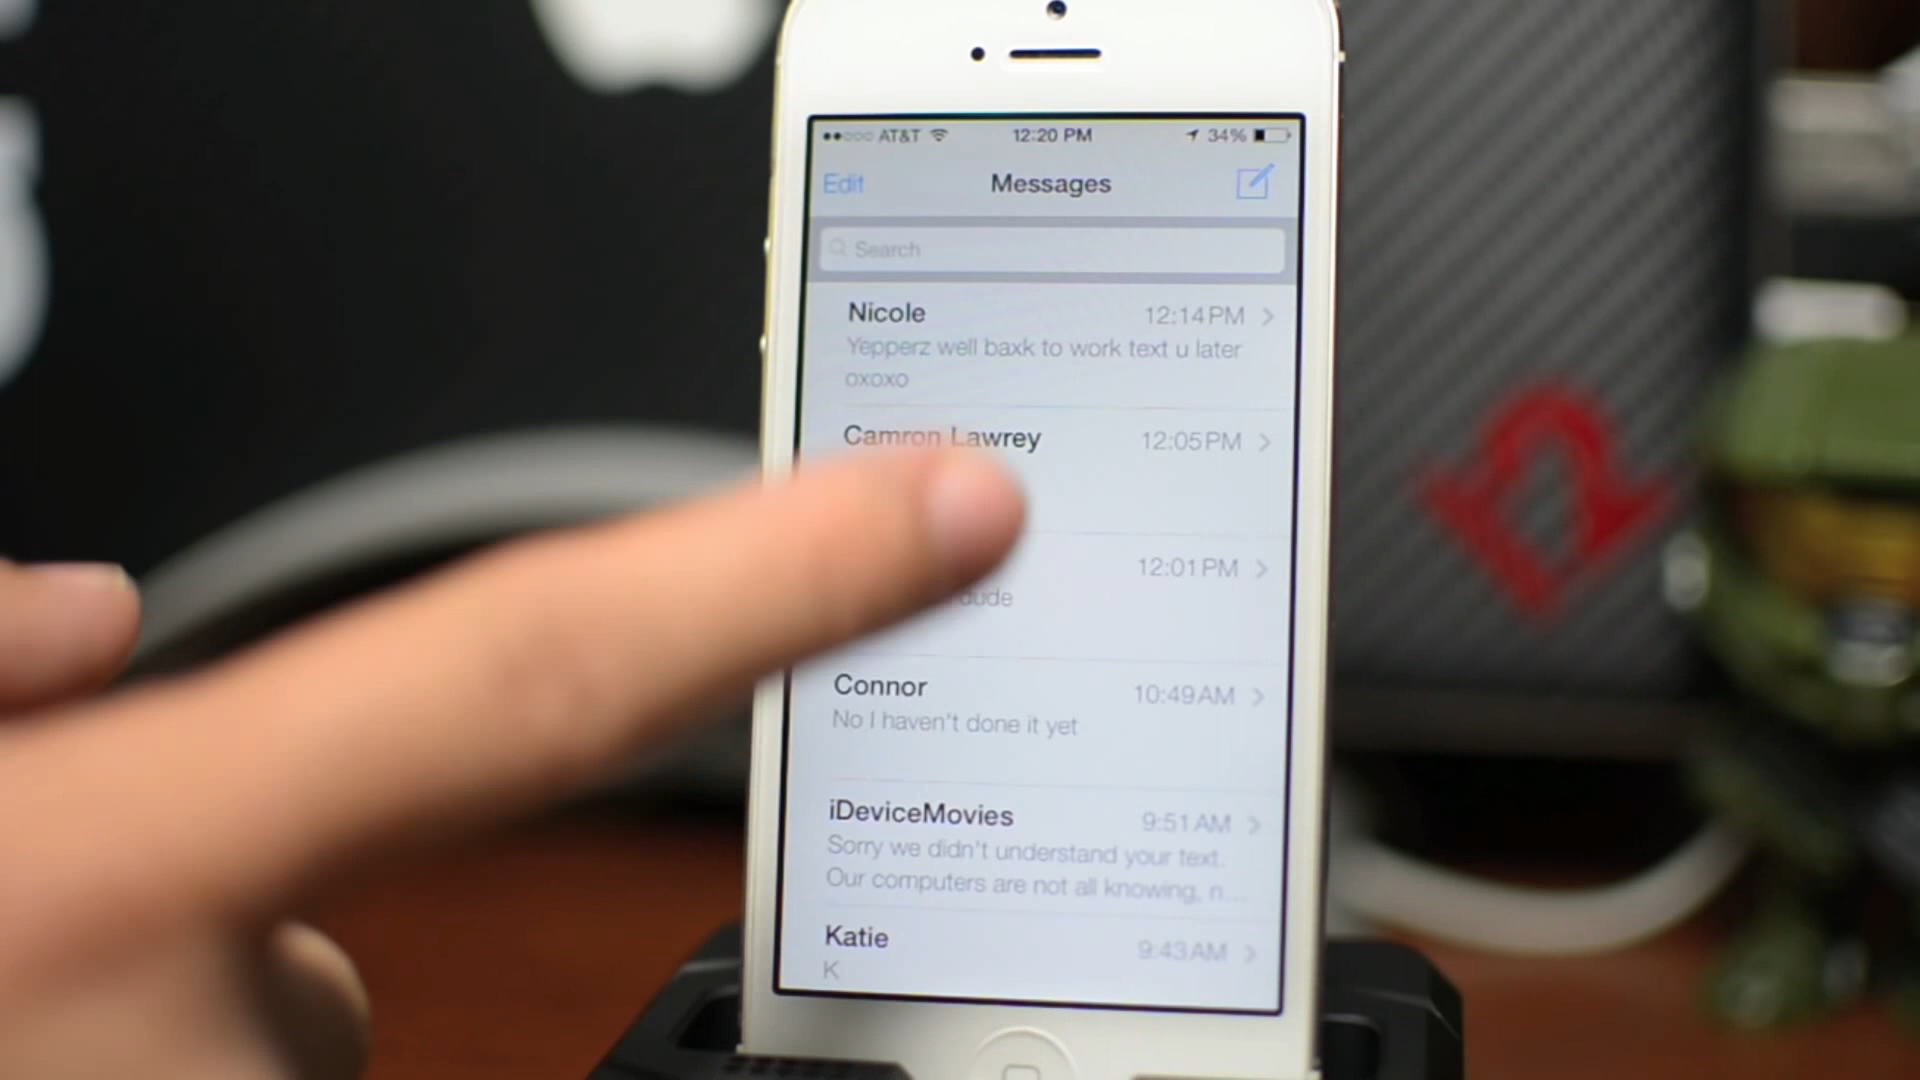 AT&T 12:20 PM 34%
Edit Messages
Search
Nicole 12:14 PM
Yepperz well baxk to work text u later
oxoxo
Camron Lawrey 12:05 PM
12:01 PM
dude
Connor 10:49 AM
No I haven't done it yet
iDeviceMovies 9:51 AM
Sorry we didn't understand your text.
Our computers are not all knowing, n...
Katie 9:43 AM
K